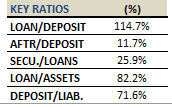 KEY RATIOS (%)
LOAN/DEPOSIT 114.7%
AFTR/DEPOSIT 11.7%
SECU./LOANS 25.9%
LOAN/ASSETS 82.2%
DEPOSIT/LIAB. 71.6%